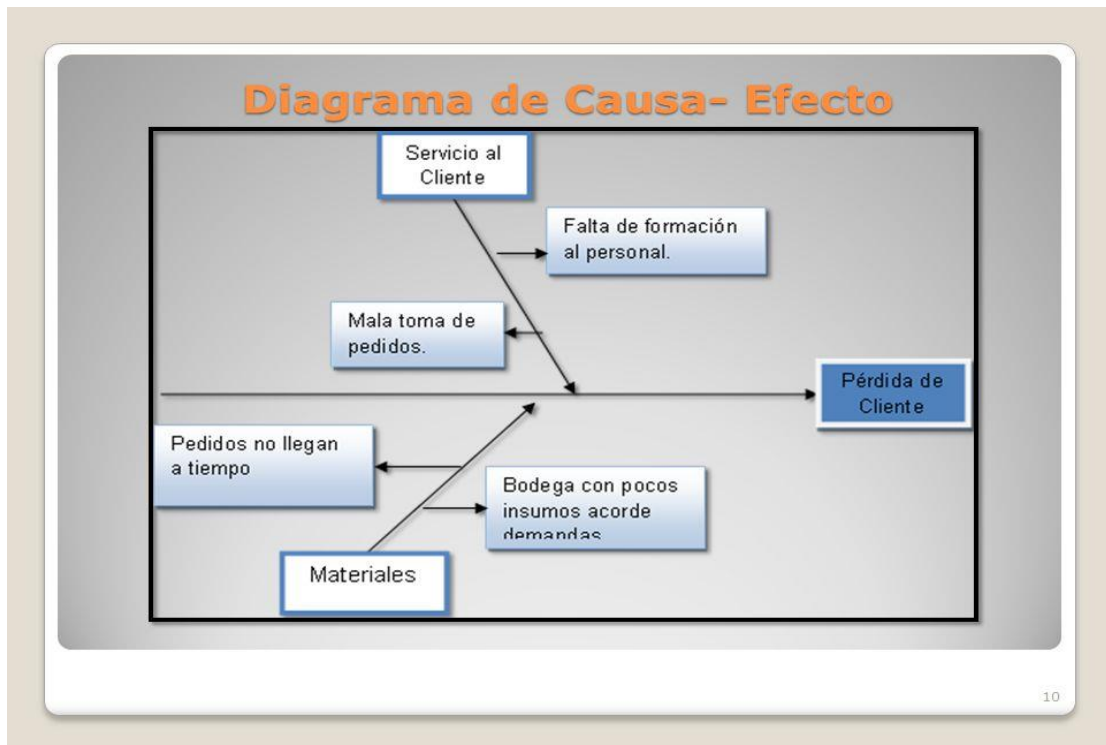 Diagrama de Causa- Efecto
Servicio al
Cliente
Falta de formación
al personal.
Mala toma de
pedidos.
Pérdida de
Cliente
Pedidos no llegan
a tiempo
Bodega con pocos
insumos acorde
demandas
Materiales
10